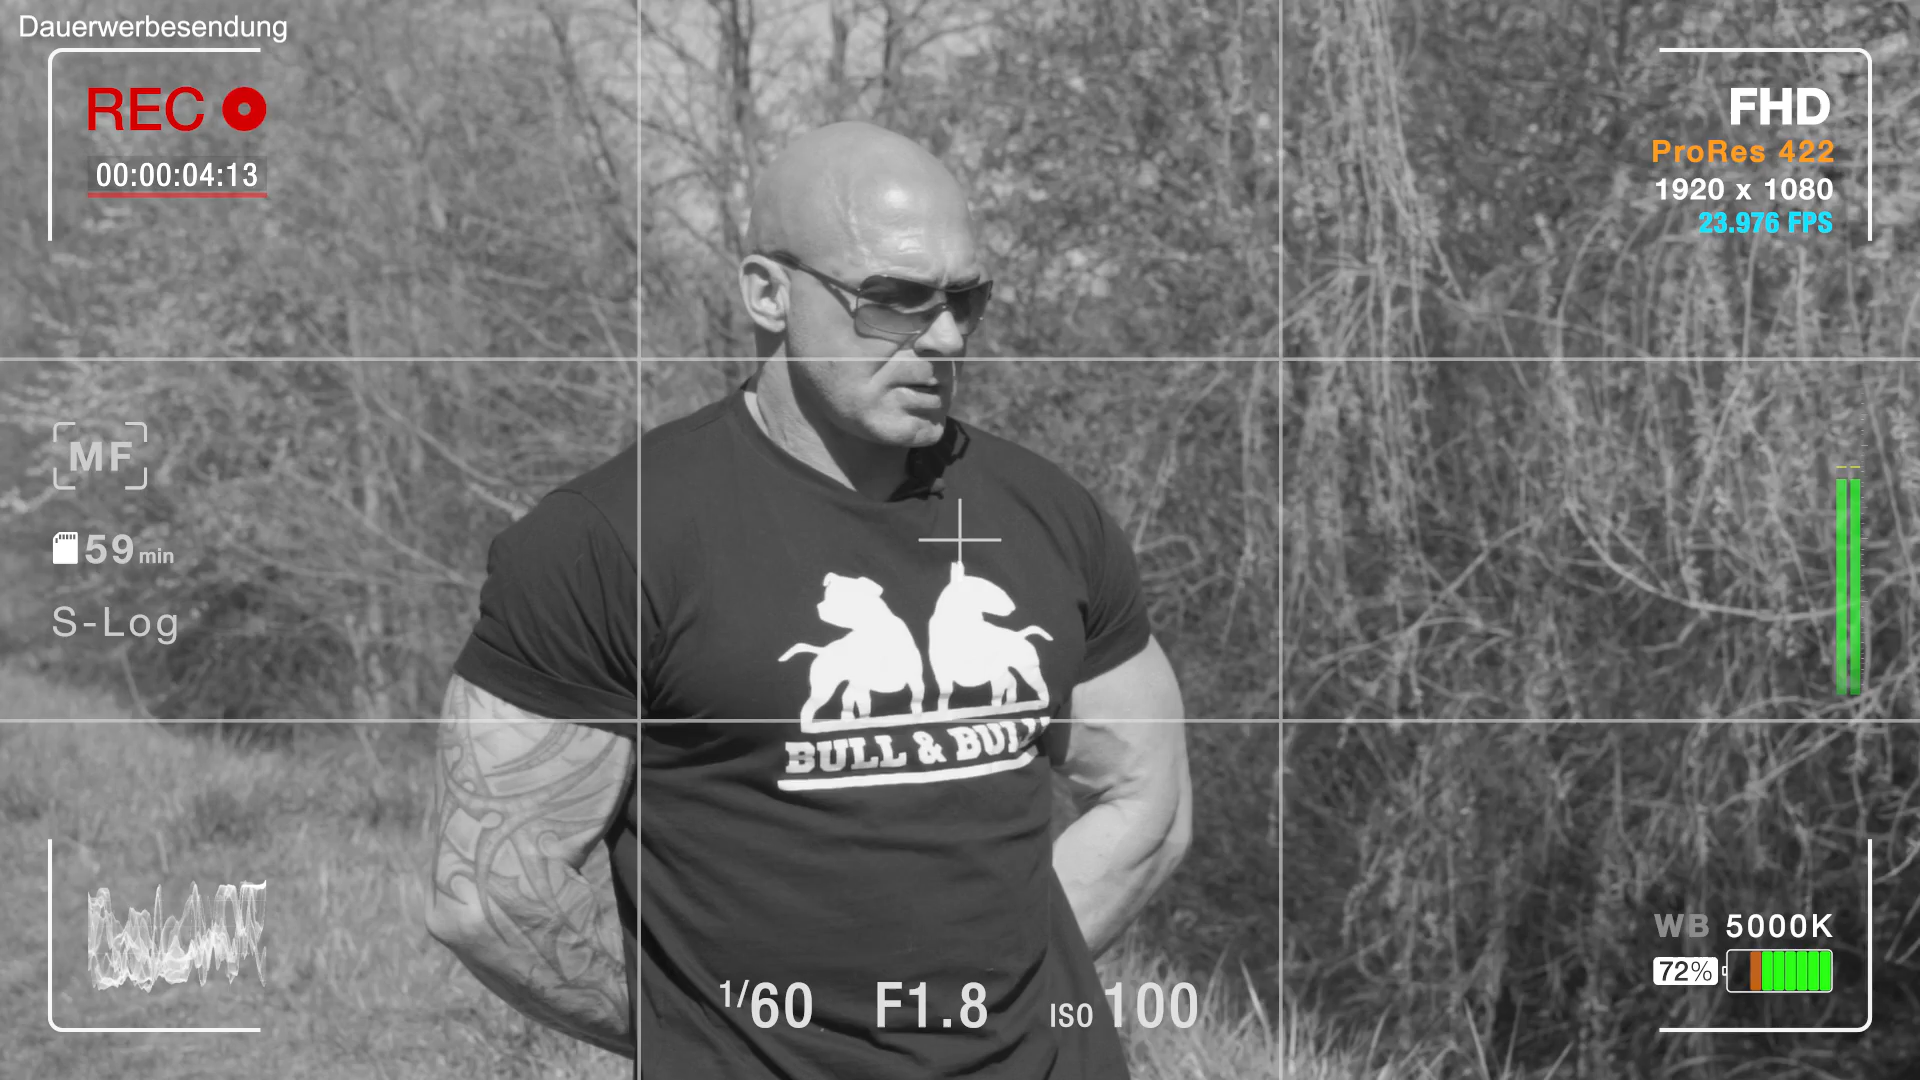 Dauerwerbesendung
REC
00:00:04:13
FHD
ProRes 422
1920 x 1080
23.976 FPS
MF
59 min
S-Log
BULL & BULL
1/60 F1.8 ISO 100
WB 5000K
72%